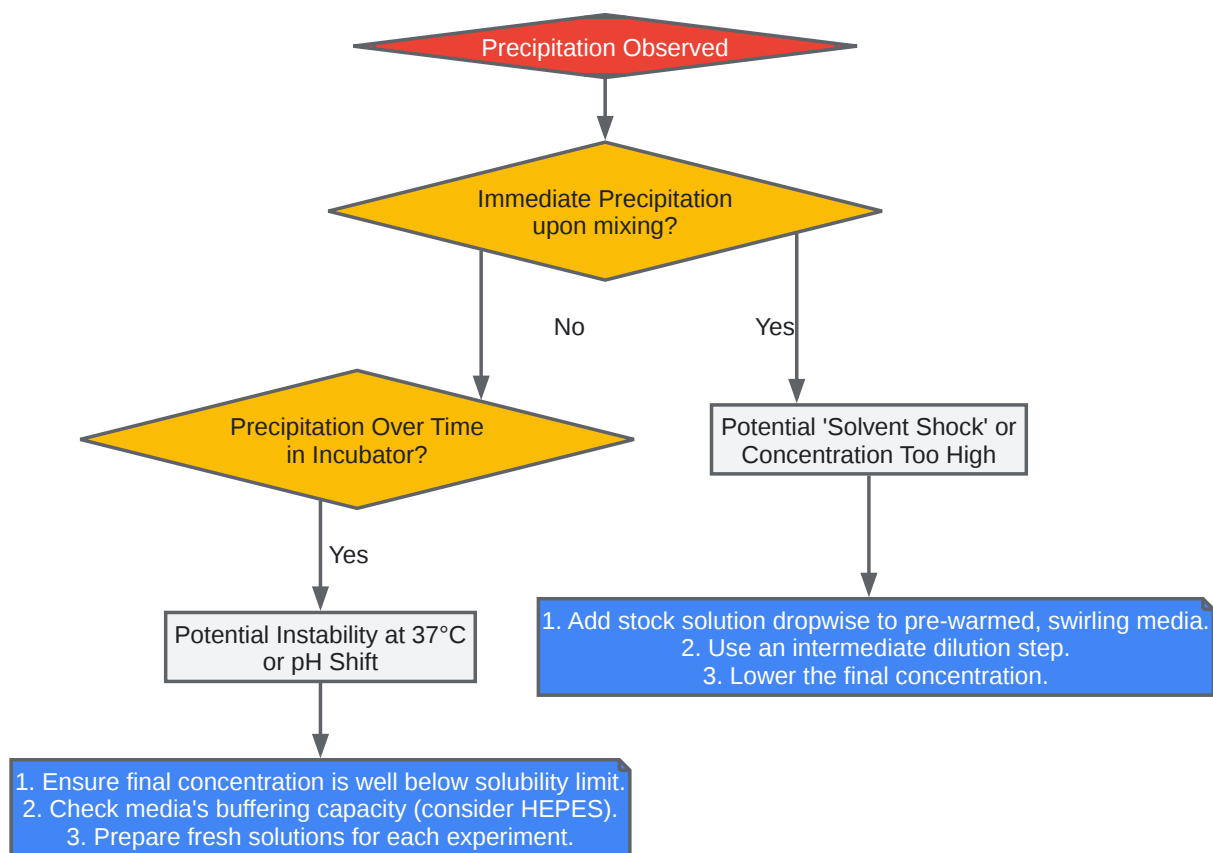 Precipitation Observed
Immediate Precipitation
upon mixing?
No
Yes
Precipitation Over Time
in Incubator?
Potential 'Solvent Shock' or
Concentration Too High
Yes
1. Add stock solution dropwise to pre-warmed, swirling media.
2. Use an intermediate dilution step.
3. Lower the final concentration.
Potential Instability at 37°C
or pH Shift
1. Ensure final concentration is well below solubility limit.
2. Check media's buffering capacity (consider HEPES).
3. Prepare fresh solutions for each experiment.